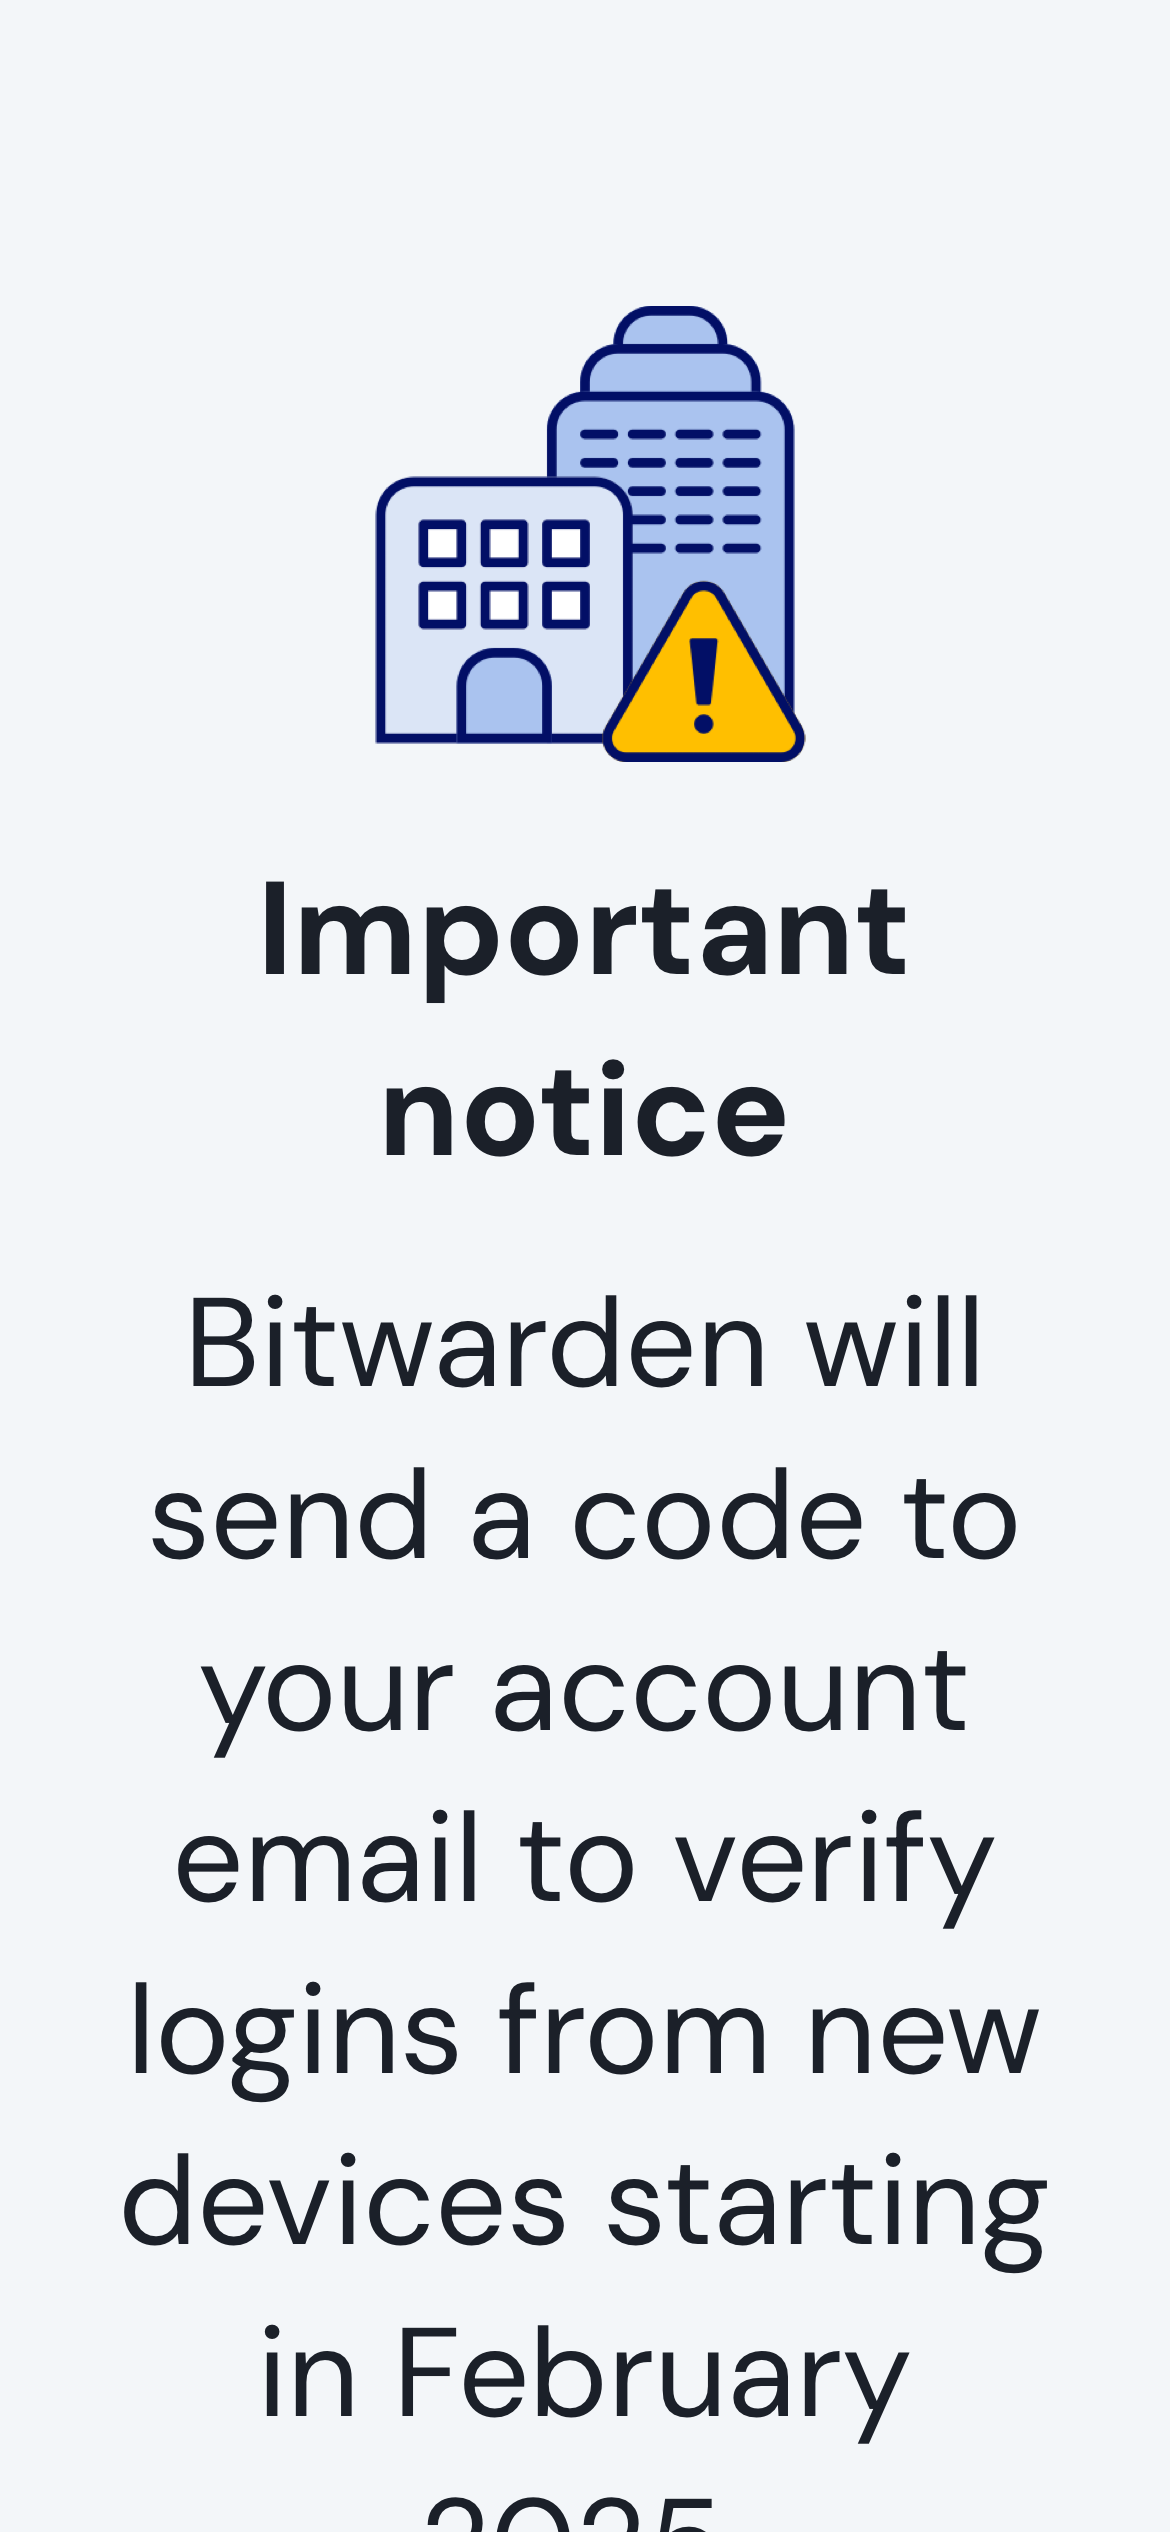 Important
notice
Bitwarden will
send a code to
your account
email to verify
logins from new
devices starting
in February
2025